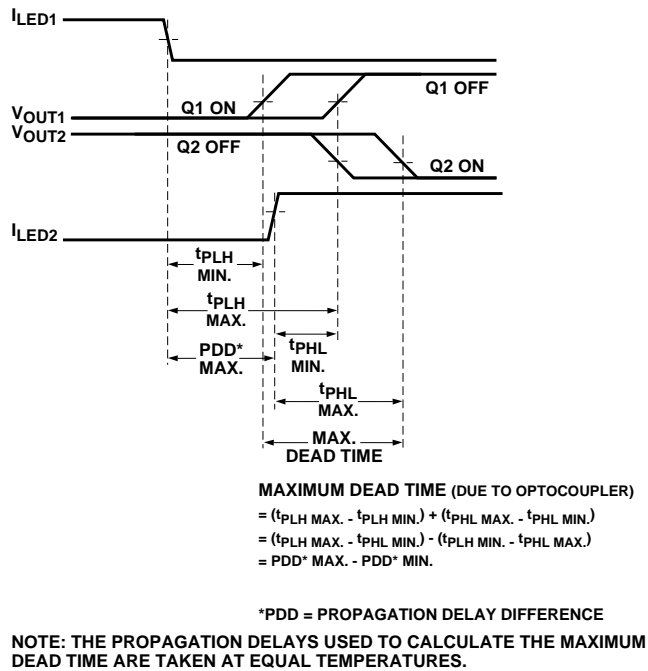 ILED1
Q1 OFF
VOUT1
Q1 ON
VOUT2
Q2 OFF
Q2 ON
ILED2
tPLH
MIN.
tPLH
MAX.
PDD*
MAX.
tPHL
MIN.
tPHL
MAX.
MAX.
DEAD TIME
MAXIMUM DEAD TIME (DUE TO OPTOCOUPLER)
= (tPLH MAX. - tPLH MIN.) + (tPHL MAX. - tPHL MIN.)
= (tPLH MAX. - tPHL MIN.) - (tPLH MIN. - tPHL MAX.)
= PDD* MAX. - PDD* MIN.
*PDD = PROPAGATION DELAY DIFFERENCE
NOTE: THE PROPAGATION DELAYS USED TO CALCULATE THE MAXIMUM
DEAD TIME ARE TAKEN AT EQUAL TEMPERATURES.